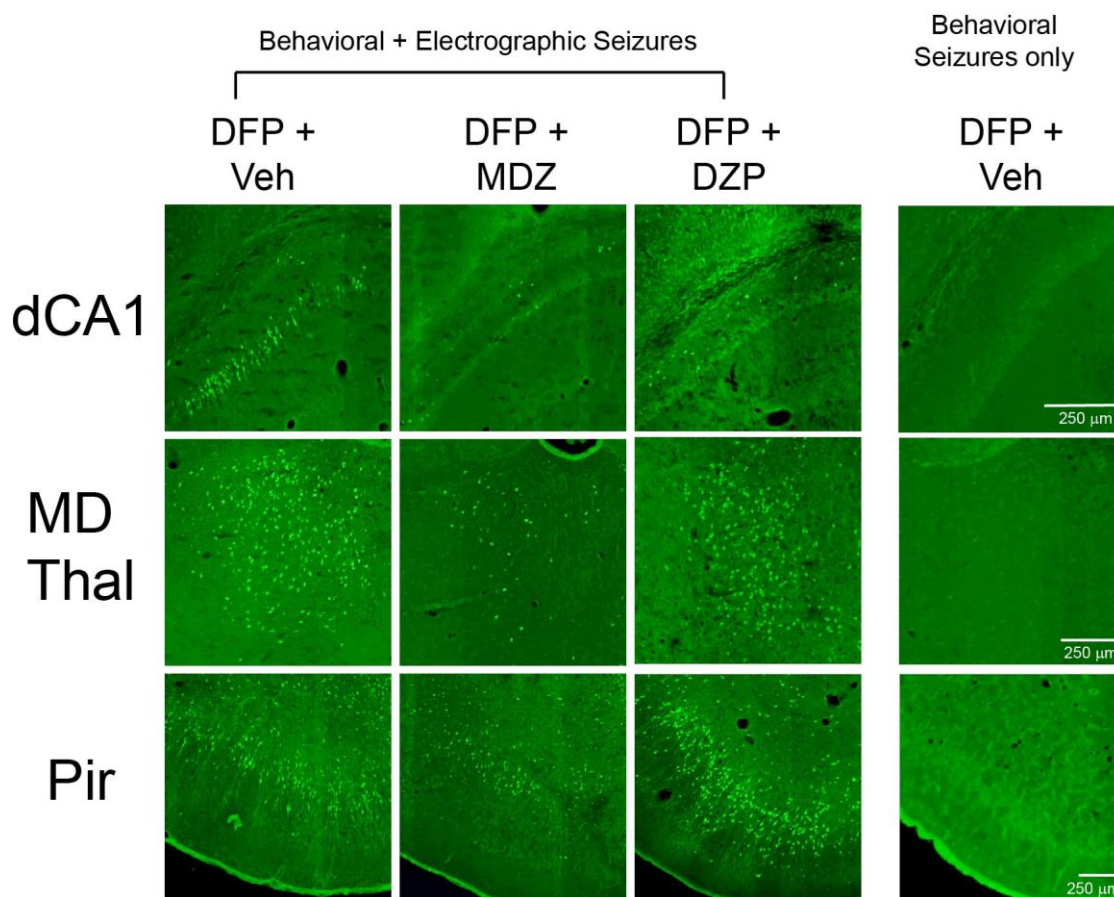 Behavioral + Electrographic Seizures
Behavioral
Seizures only
DFP +
Veh
DFP +
MDZ
DFP +
DZP
DFP +
Veh
dCA1
250 μm
MD
Thal
250 μm
Pir
250 μm